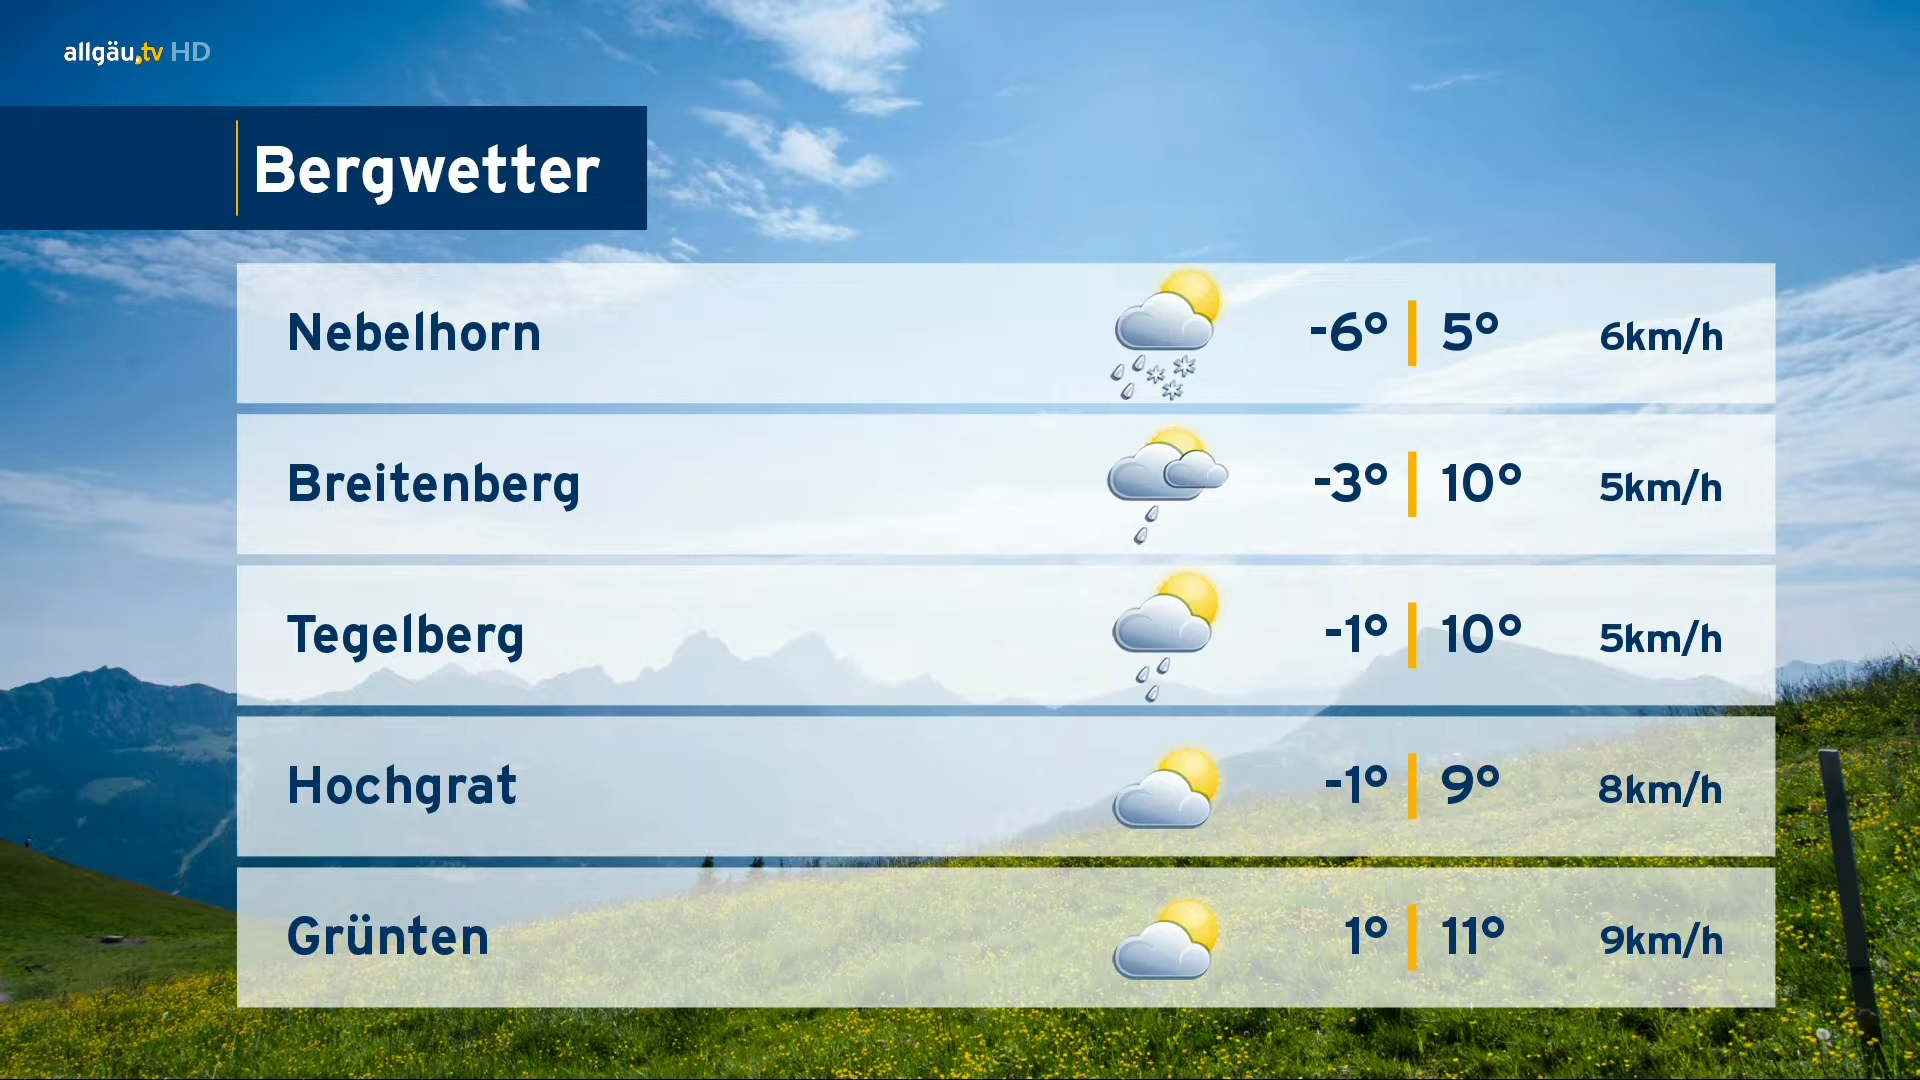 allgäu.tv HD
Bergwetter
Nebelhorn -6° 5° 6km/h
Breitenberg -3° 10° 5km/h
Tegelberg -1° 10° 5km/h
Hochgrat -1° 9° 8km/h
Grünten 1° 11° 9km/h